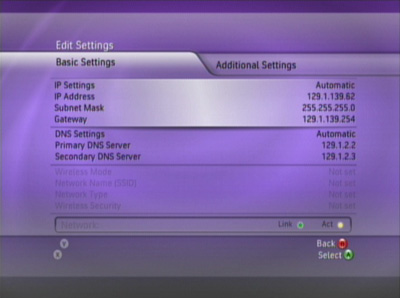 Edit Settings
Basic Settings
Additional Settings
IP Settings Automatic
IP Address 129.1.139.62
Subnet Mask 255.255.255.0
Gateway 129.1.139.254
DNS Settings Automatic
Primary DNS Server 129.1.2.2
Secondary DNS Server 129.1.2.3
Wireless Mode Not set
Network Name (SSID) Not set
Network Type Not set
Wireless Security Not set
Network: Link Act
Y Back B
X Select A